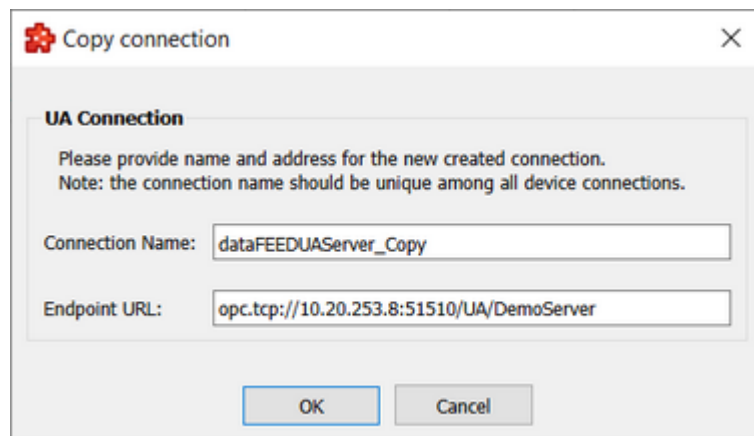 Copy connection
UA Connection
Please provide name and address for the new created connection.
Note: the connection name should be unique among all device connections.
Connection Name: dataFEEDUAServer_Copy
Endpoint URL: opc.tcp://10.20.253.8:51510/UA/DemoServer
OK Cancel